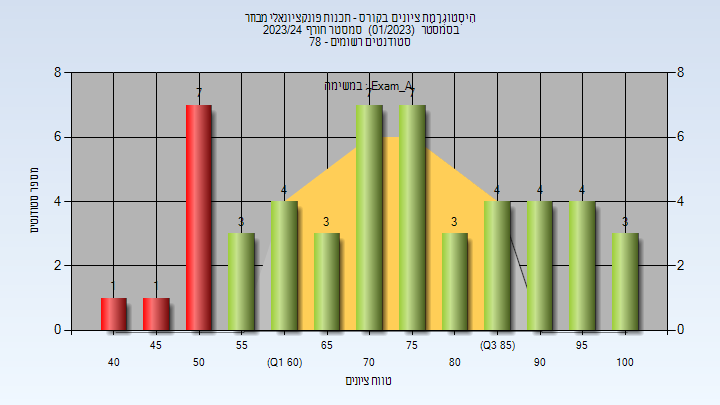 היסטוגרמת ציונים בקורס - תכנות פונקציונאלי מבחר
בסמסטר (01/2023) סמסטר חורף 2023/24
סטודנטים רשומים - 78
במשימה : Exam_A
מספר סטודנטים
8 8
6 6
4 4
2 2
0 0
1 1 7 3 4 3 7 7 3 4 4 4 3
45 55 65 75 (Q3 85) 95
40 50 (Q1 60) 70 80 90 100
טווח ציונים